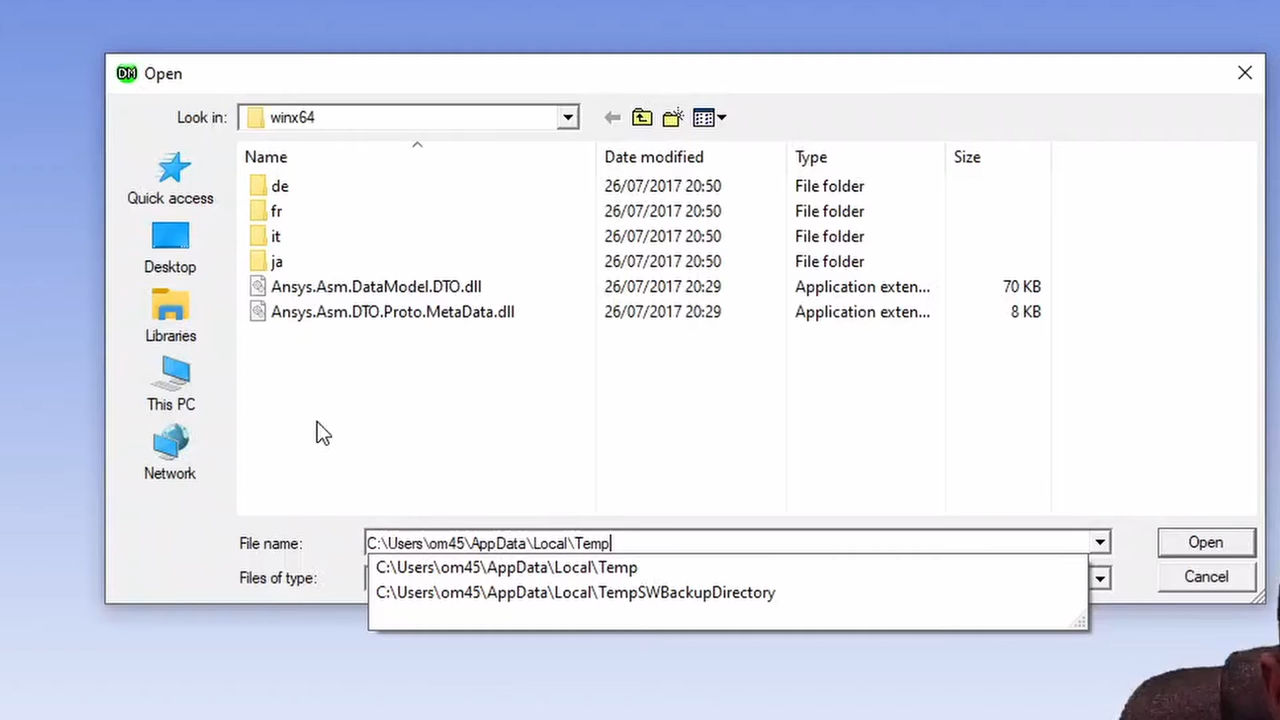 DM Open
Look in: winx64
Name Date modified Type Size
Quick access
Desktop
Libraries
This PC
Network
de 26/07/2017 20:50 File folder
fr 26/07/2017 20:50 File folder
it 26/07/2017 20:50 File folder
ja 26/07/2017 20:50 File folder
Ansys.Asm.DataModel.DTO.dll 26/07/2017 20:29 Application exten... 70 KB
Ansys.Asm.DTO.Proto.MetaData.dll 26/07/2017 20:29 Application exten... 8 KB
File name: C:\Users\om45\AppData\Local\Temp Open
C:\Users\om45\AppData\Local\Temp
Files of type: Cancel
C:\Users\om45\AppData\Local\TempSWBackupDirectory